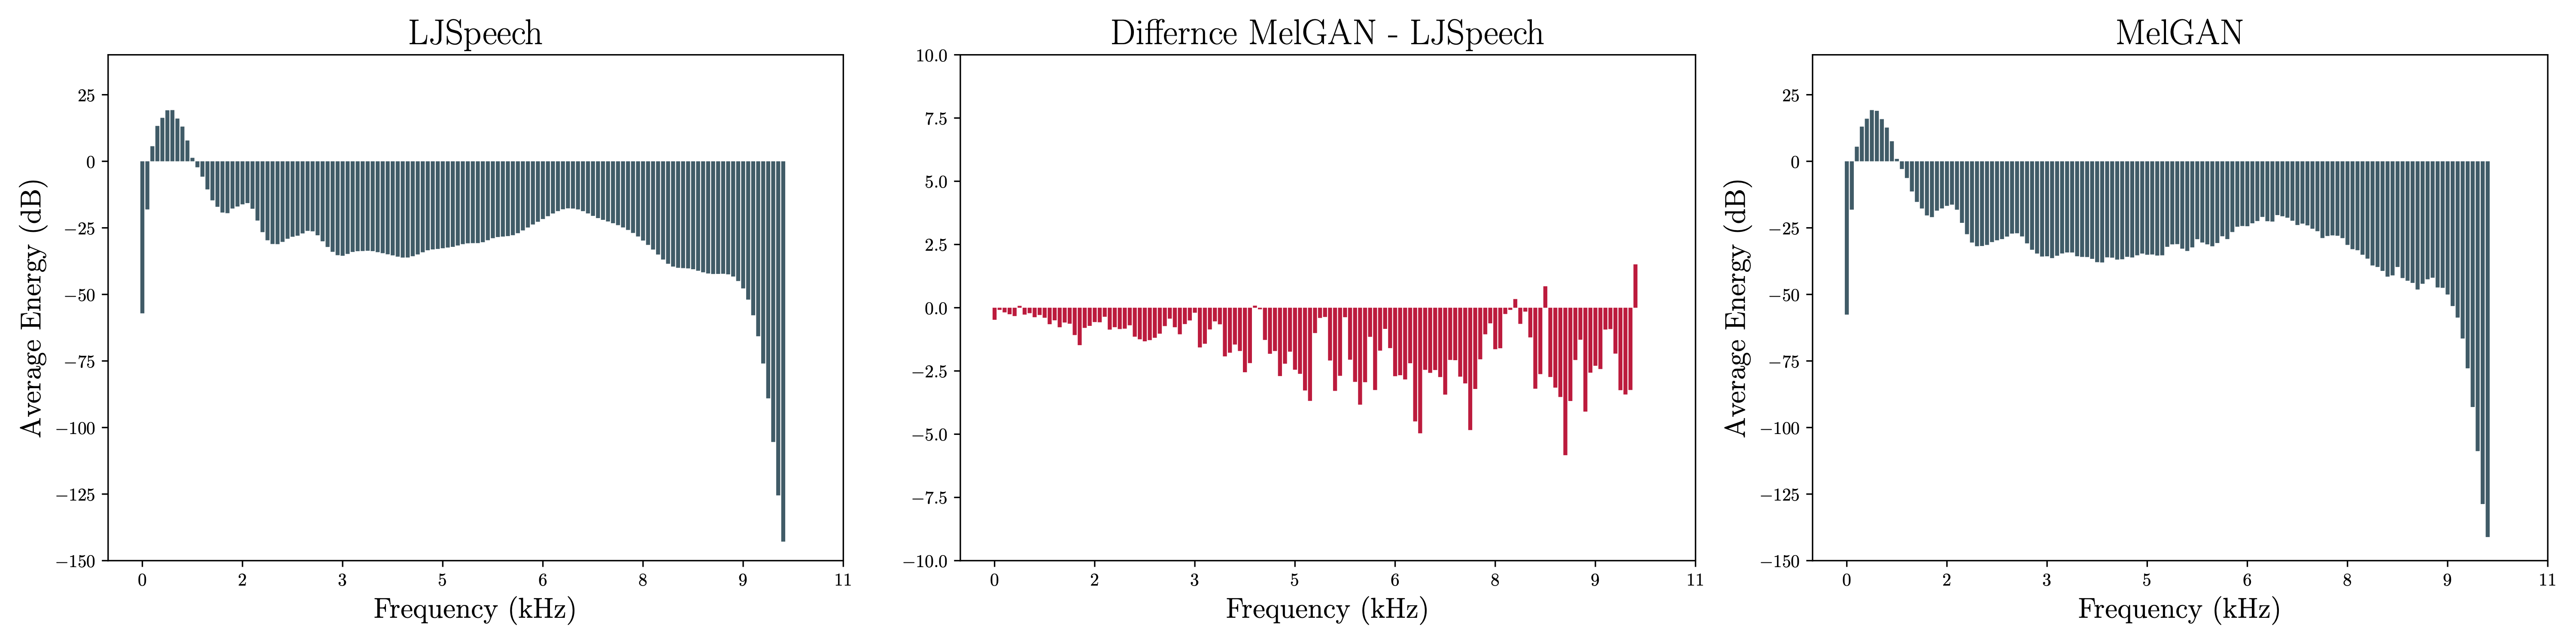 LJSpeech
25
0
−25
−50
−75
−100
−125
−150
Average Energy (dB)
0 2 3 5 6 8 9 11
Frequency (kHz)
Differnce MelGAN - LJSpeech
10.0
7.5
5.0
2.5
0.0
−2.5
−5.0
−7.5
−10.0
0 2 3 5 6 8 9 11
Frequency (kHz)
MelGAN
25
0
−25
−50
−75
−100
−125
−150
Average Energy (dB)
0 2 3 5 6 8 9 11
Frequency (kHz)